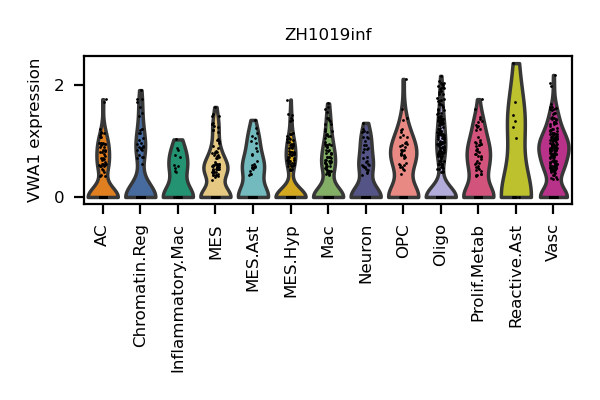 ZH1019inf
VWA1 expression
2
0
AC
Chromatin.Reg
Inflammatory.Mac
MES
MES.Ast
MES.Hyp
Mac
Neuron
OPC
Oligo
Prolif.Metab
Reactive.Ast
Vasc